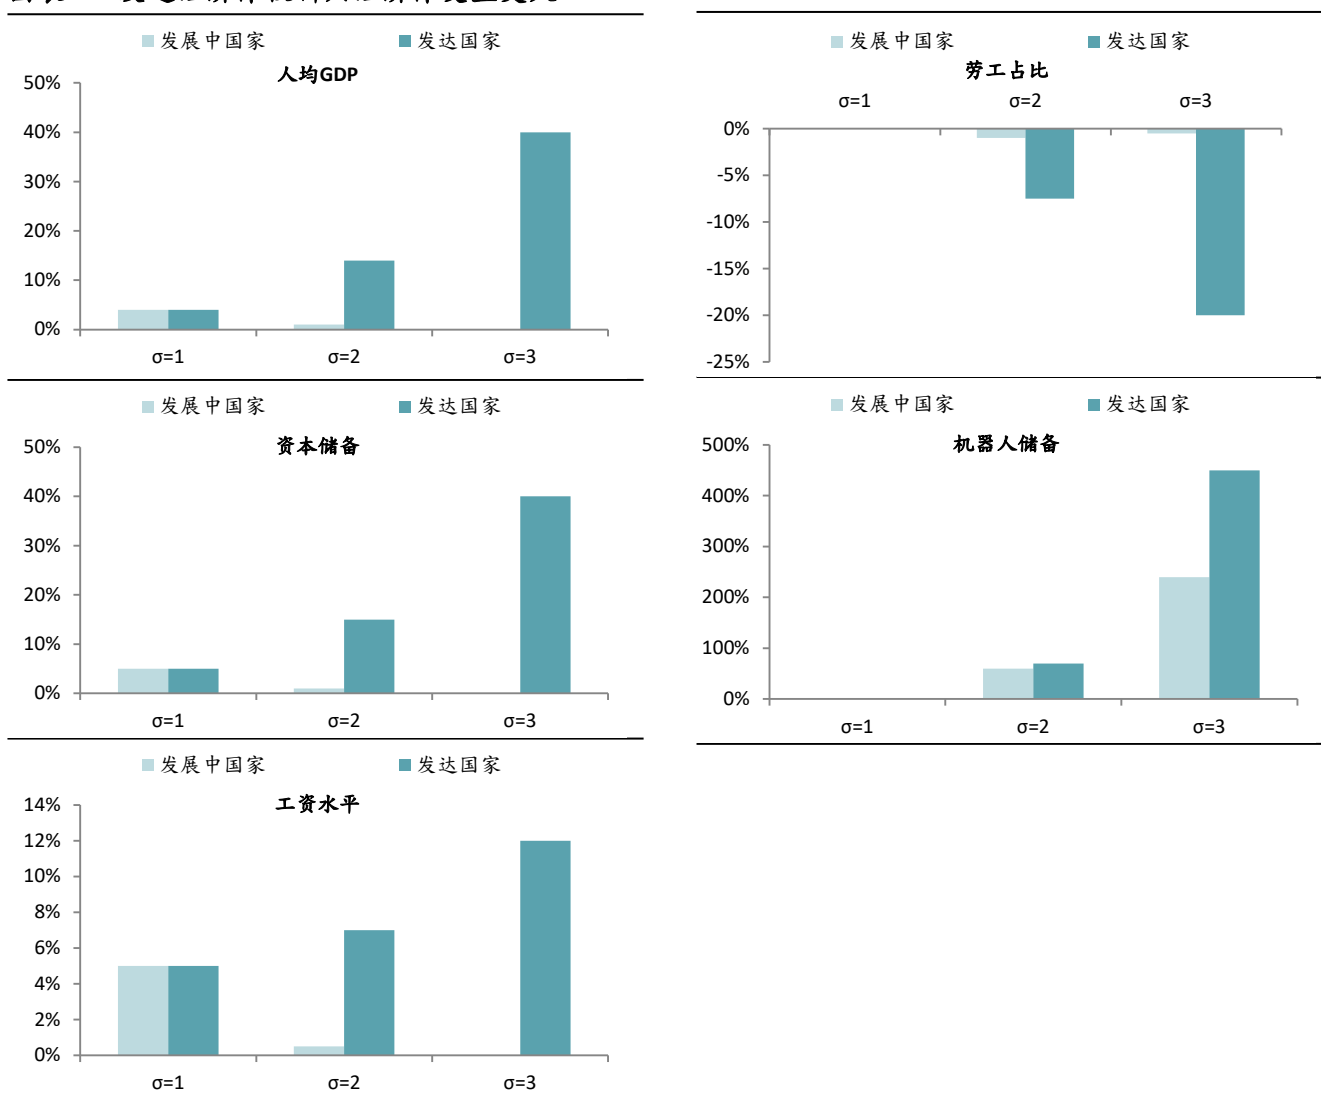 发展中国家 发达国家
人均GDP
50%
40%
30%
20%
10%
0%
σ=1 σ=2 σ=3
发展中国家 发达国家
劳工占比
σ=1 σ=2 σ=3
0%
-5%
-10%
-15%
-20%
-25%
发展中国家 发达国家
资本储备
50%
40%
30%
20%
10%
0%
σ=1 σ=2 σ=3
发展中国家 发达国家
机器人储备
500%
400%
300%
200%
100%
0%
σ=1 σ=2 σ=3
发展中国家 发达国家
工资水平
14%
12%
10%
8%
6%
4%
2%
0%
σ=1 σ=2 σ=3